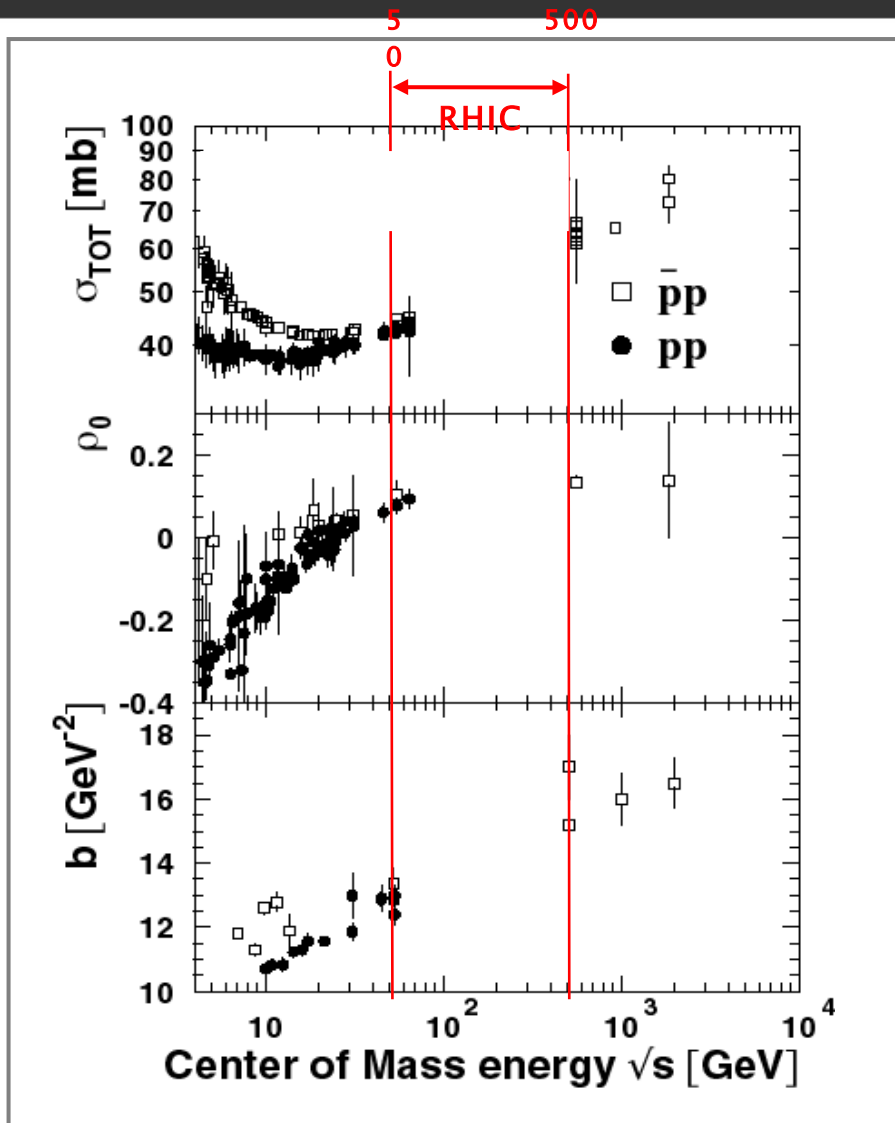 5
0
500
RHIC
σTOT [mb]
100
90
80
70
60
50
40
p̄p
pp
ρ0
0.2
0
-0.2
-0.4
b [GeV-2]
18
16
14
12
10
10 10² 10³ 10⁴
Center of Mass energy √s [GeV]